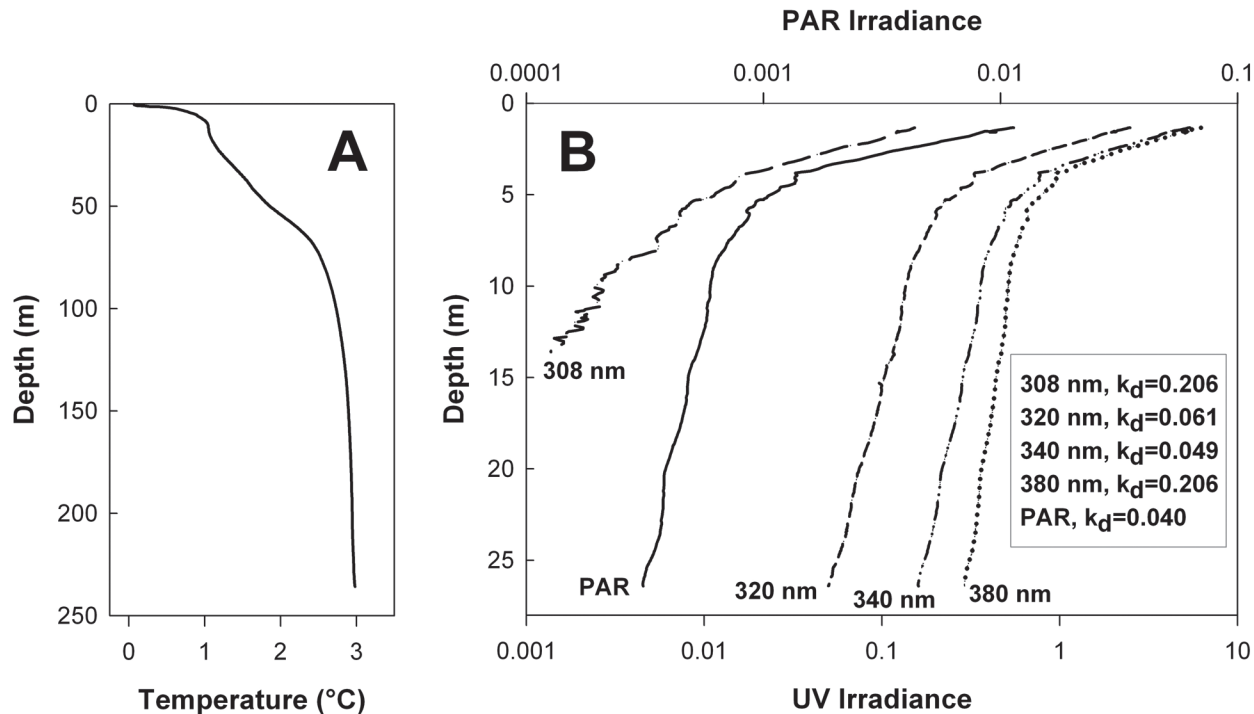 A
Depth (m)
0
50
100
150
200
250
0 1 2 3
Temperature (°C)
PAR Irradiance
0.0001 0.001 0.01 0.1
B
Depth (m)
0
5
10
15
20
25
308 nm
PAR
320 nm
340 nm
380 nm
308 nm, kd=0.206
320 nm, kd=0.061
340 nm, kd=0.049
380 nm, kd=0.206
PAR, kd=0.040
0.001 0.01 0.1 1 10
UV Irradiance